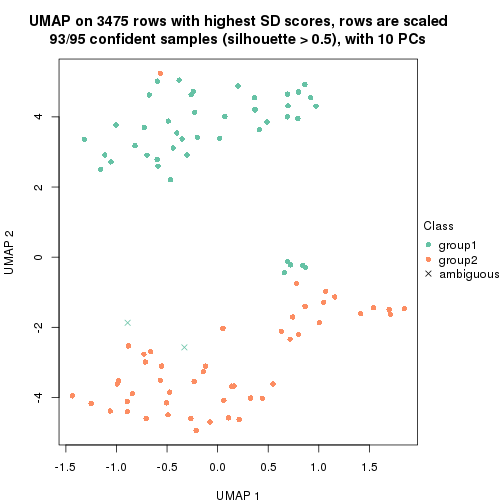 UMAP on 3475 rows with highest SD scores, rows are scaled
93/95 confident samples (silhouette > 0.5), with 10 PCs
UMAP 2
4
2
0
-2
-4
-1.5 -1.0 -0.5 0.0 0.5 1.0 1.5
UMAP 1
Class
group1
group2
ambiguous